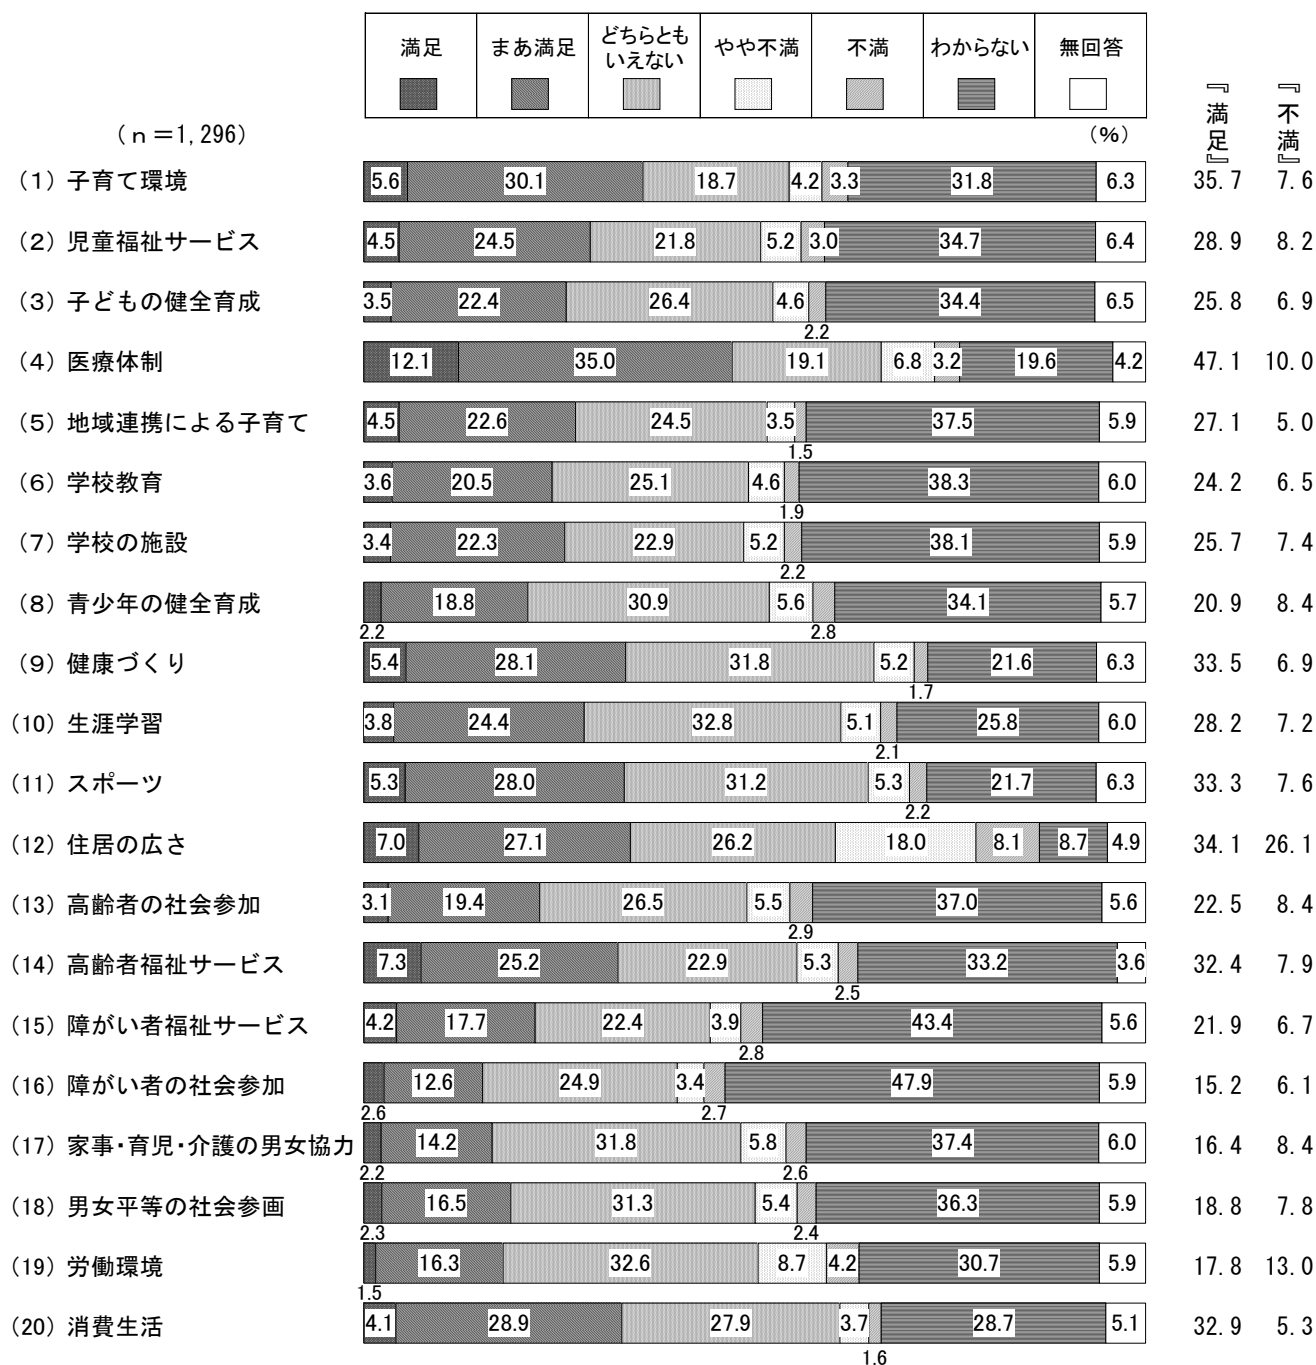 満足 まあ満足 どちらとも やや不満 不満 わからない 無回答
いえない
『満足』 『不満』
(n=1,296) (%)
(1) 子育て環境 5.6 30.1 18.7 4.2 3.3 31.8 6.3 35.7 7.6
(2) 児童福祉サービス 4.5 24.5 21.8 5.2 3.0 34.7 6.4 28.9 8.2
(3) 子どもの健全育成 3.5 22.4 26.4 4.6 34.4 6.5 25.8 6.9
2.2
(4) 医療体制 12.1 35.0 19.1 6.8 3.2 19.6 4.2 47.1 10.0
(5) 地域連携による子育て 4.5 22.6 24.5 3.5 37.5 5.9 27.1 5.0
1.5
(6) 学校教育 3.6 20.5 25.1 4.6 38.3 6.0 24.2 6.5
1.9
(7) 学校の施設 3.4 22.3 22.9 5.2 38.1 5.9 25.7 7.4
2.2
(8) 青少年の健全育成 18.8 30.9 5.6 34.1 5.7 20.9 8.4
2.2 2.8
(9) 健康づくり 5.4 28.1 31.8 5.2 21.6 6.3 33.5 6.9
1.7
(10) 生涯学習 3.8 24.4 32.8 5.1 25.8 6.0 28.2 7.2
2.1
(11) スポーツ 5.3 28.0 31.2 5.3 21.7 6.3 33.3 7.6
2.2
(12) 住居の広さ 7.0 27.1 26.2 18.0 8.1 8.7 4.9 34.1 26.1
(13) 高齢者の社会参加 3.1 19.4 26.5 5.5 37.0 5.6 22.5 8.4
2.9
(14) 高齢者福祉サービス 7.3 25.2 22.9 5.3 33.2 3.6 32.4 7.9
2.5
(15) 障がい者福祉サービス 4.2 17.7 22.4 3.9 43.4 5.6 21.9 6.7
2.8
(16) 障がい者の社会参加 12.6 24.9 3.4 47.9 5.9 15.2 6.1
2.6 2.7
(17) 家事・育児・介護の男女協力 14.2 31.8 5.8 37.4 6.0 16.4 8.4
2.2 2.6
(18) 男女平等の社会参画 16.5 31.3 5.4 36.3 5.9 18.8 7.8
2.3 2.4
(19) 労働環境 16.3 32.6 8.7 4.2 30.7 5.9 17.8 13.0
1.5
(20) 消費生活 4.1 28.9 27.9 3.7 28.7 5.1 32.9 5.3
1.6